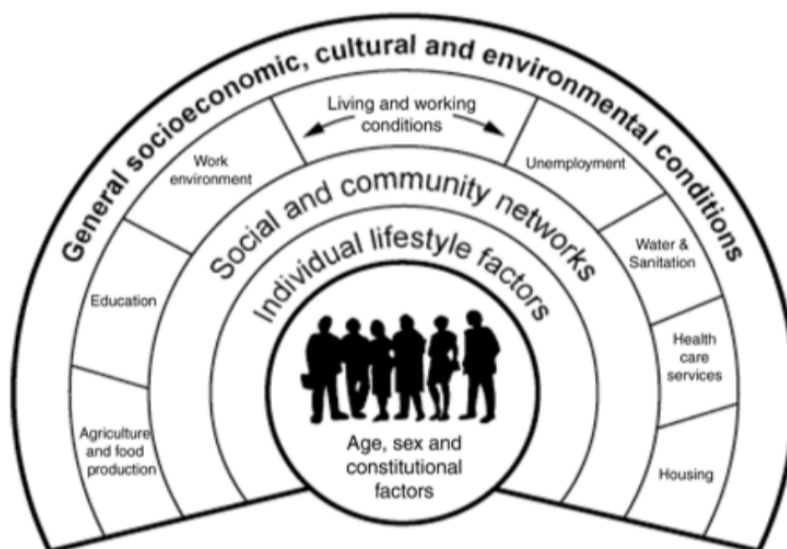 General socioeconomic, cultural and environmental conditions
Living and working
conditions
Work
environment
Unemployment
Education
Water &
Sanitation
Agriculture
and food
production
Health
care
services
Housing
Social and community networks
Individual lifestyle factors
Age, sex and
constitutional
factors